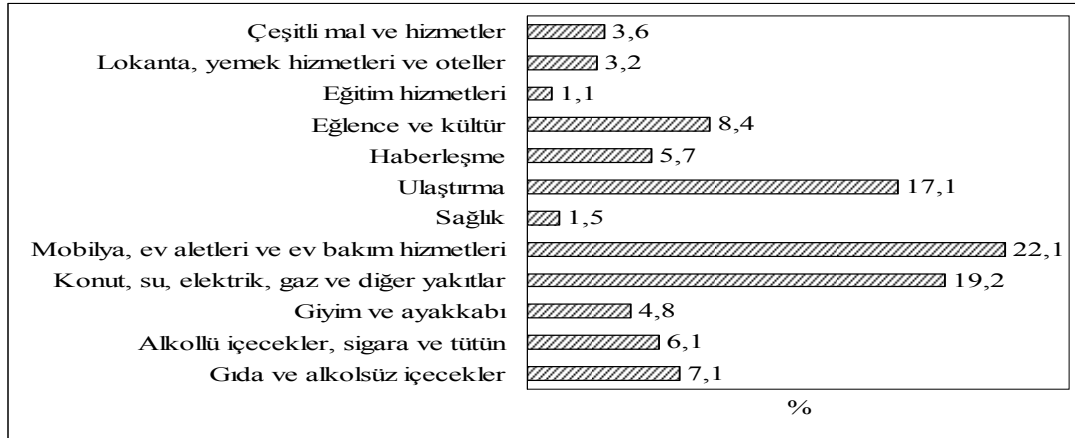 Çeşitli mal ve hizmetler 3,6
Lokanta, yemek hizmetleri ve oteller 3,2
Eğitim hizmetleri 1,1
Eğlence ve kültür 8,4
Haberleşme 5,7
Ulaştırma 17,1
Sağlık 1,5
Mobilya, ev aletleri ve ev bakım hizmetleri 22,1
Konut, su, elektrik, gaz ve diğer yakıtlar 19,2
Giyim ve ayakkabı 4,8
Alkollü içecekler, sigara ve tütün 6,1
Gıda ve alkolsüz içecekler 7,1
%